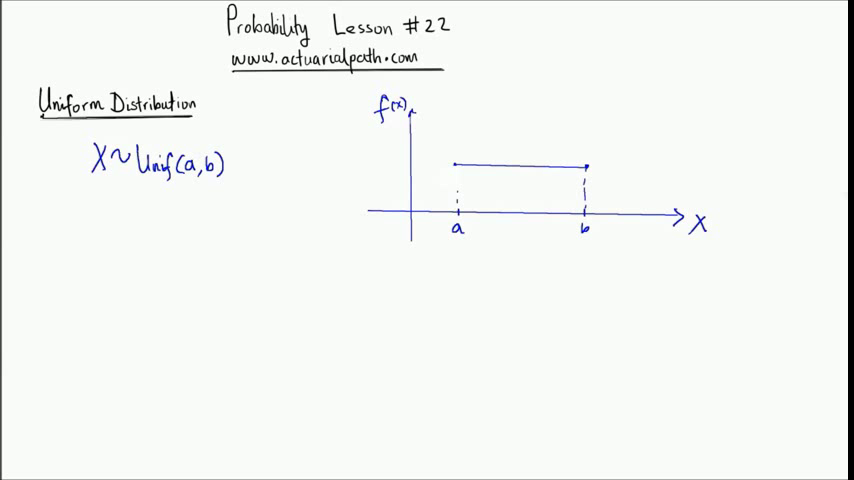 Probability Lesson #22
www.actuarialpath.com
Uniform Distribution
X~Unif(a,b)
f(x)
a
b
X